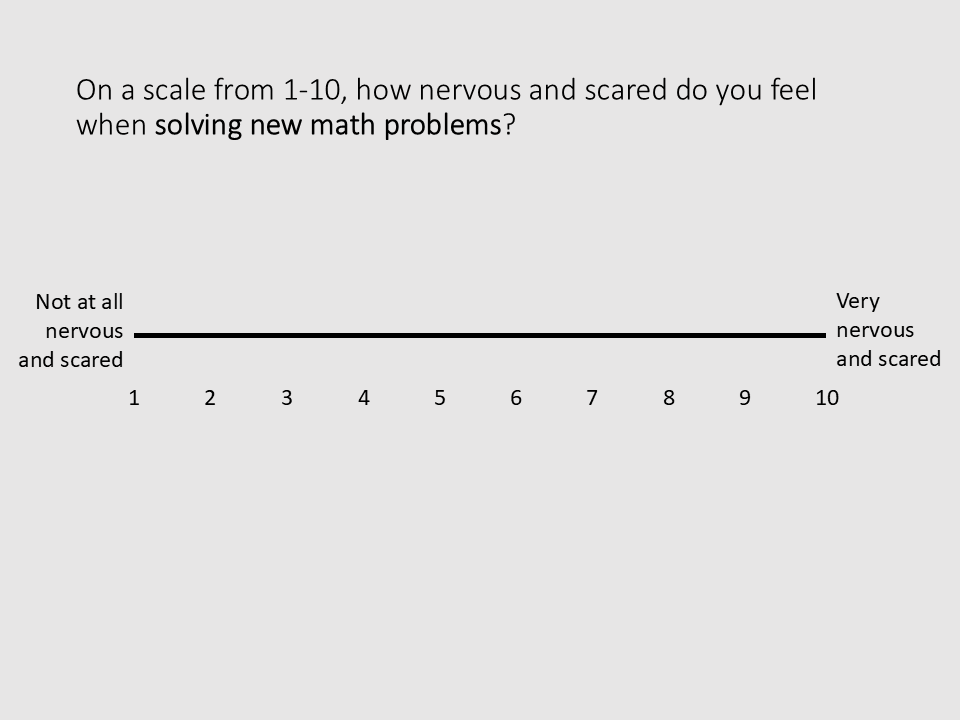 On a scale from 1-10, how nervous and scared do you feel
when solving new math problems?
Not at all
nervous
and scared
Very
nervous
and scared
1 2 3 4 5 6 7 8 9 10